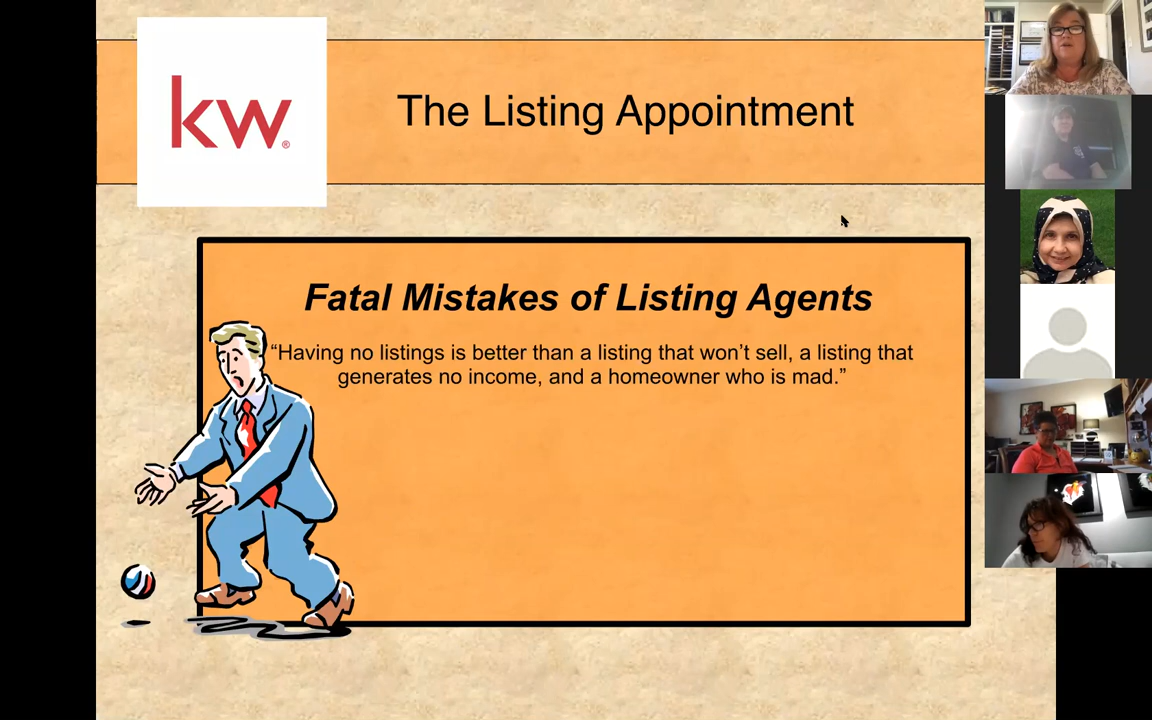 kw®
The Listing Appointment
Fatal Mistakes of Listing Agents
“Having no listings is better than a listing that won’t sell, a listing that
generates no income, and a homeowner who is mad.”